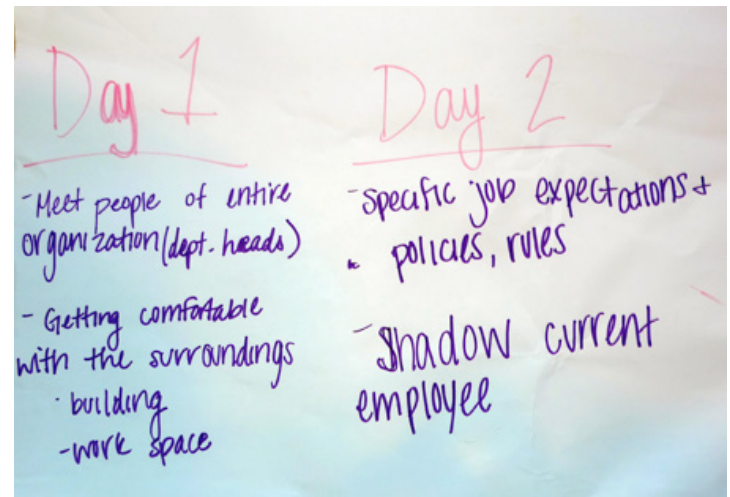 Day 1
- Meet people of entire
organization (dept. heads)
- Getting comfortable
with the surroundings
· building
- work space
Day 2
- Specific job expectations +
policies, rules
- Shadow current
employee